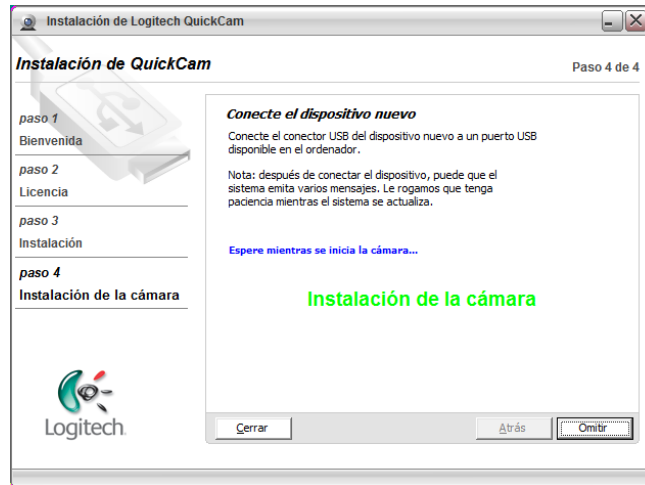 Instalación de Logitech QuickCam
Instalación de QuickCam
Paso 4 de 4
paso 1
Bienvenida
paso 2
Licencia
paso 3
Instalación
paso 4
Instalación de la cámara
Logitech
Conecte el dispositivo nuevo
Conecte el conector USB del dispositivo nuevo a un puerto USB
disponible en el ordenador.
Nota: después de conectar el dispositivo, puede que el
sistema emita varios mensajes. Le rogamos que tenga
paciencia mientras el sistema se actualiza.
Espere mientras se inicia la cámara...
Instalación de la cámara
Cerrar
Atrás
Omitir